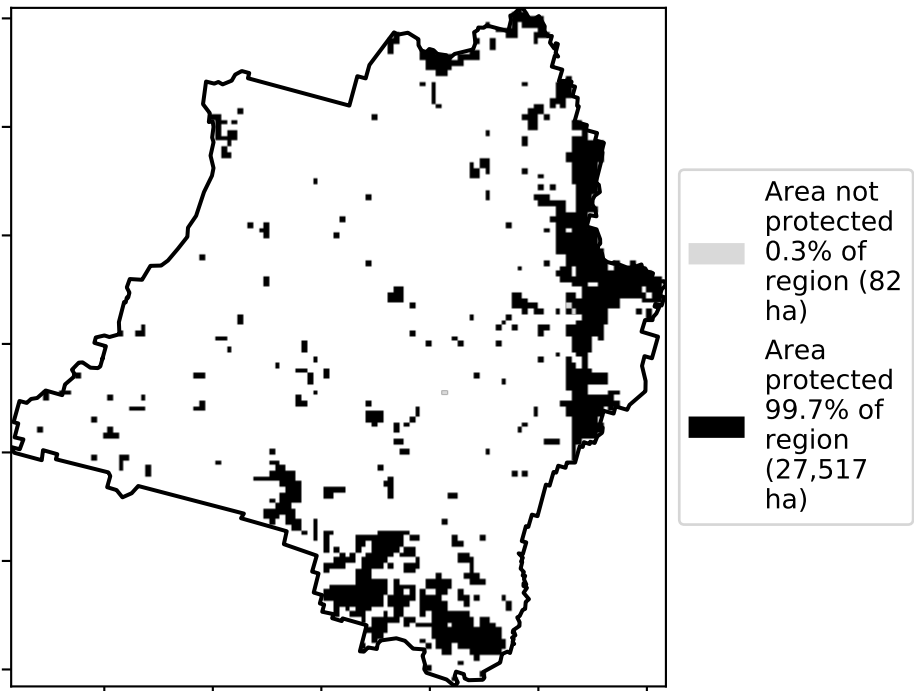 Area not
protected
0.3% of
region (82
ha)
Area
protected
99.7% of
region
(27,517
ha)